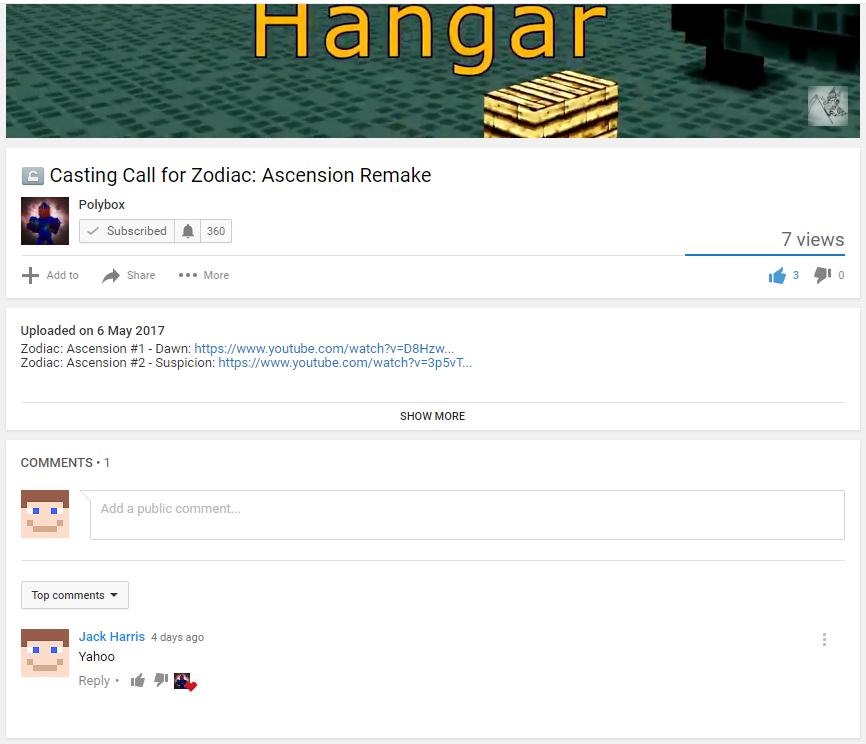 Hangar
Casting Call for Zodiac: Ascension Remake
Polybox
Subscribed 360
7 views
Add to Share More 3 0
Uploaded on 6 May 2017
Zodiac: Ascension #1 - Dawn: https://www.youtube.com/watch?v=D8Hzw...
Zodiac: Ascension #2 - Suspicion: https://www.youtube.com/watch?v=3p5vT...
SHOW MORE
COMMENTS • 1
Add a public comment...
Top comments
Jack Harris 4 days ago
Yahoo
Reply •